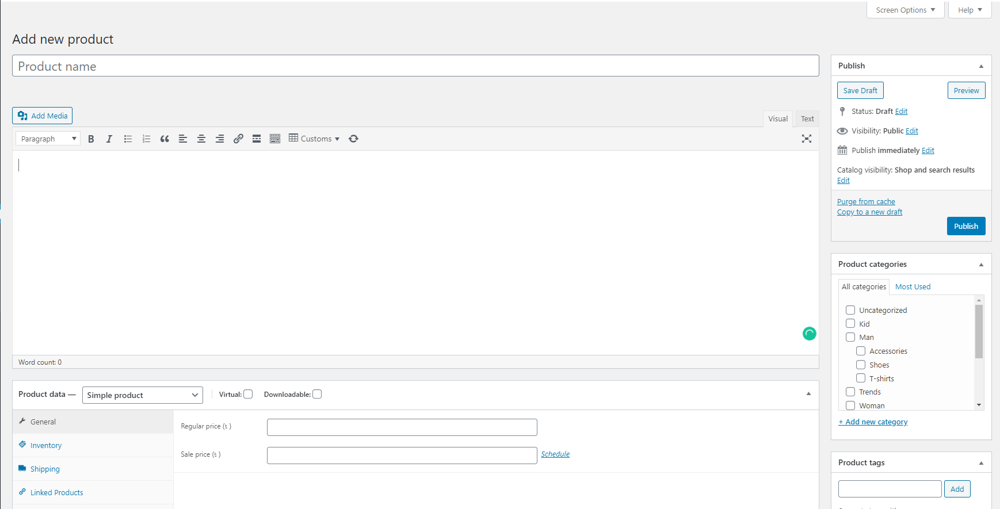 Screen Options
Help
Add new product
Product name
Add Media
Visual
Text
Paragraph
B
I
Customs
Word count: 0
Product data —
Simple product
Virtual:
Downloadable:
General
Inventory
Shipping
Linked Products
Regular price (৳ )
Sale price (৳ )
Schedule
Publish
Save Draft
Preview
Status: Draft Edit
Visibility: Public Edit
Publish immediately Edit
Catalog visibility: Shop and search results
Edit
Purge from cache
Copy to a new draft
Publish
Product categories
All categories
Most Used
Uncategorized
Kid
Man
Accessories
Shoes
T-shirts
Trends
Woman
+ Add new category
Product tags
Add